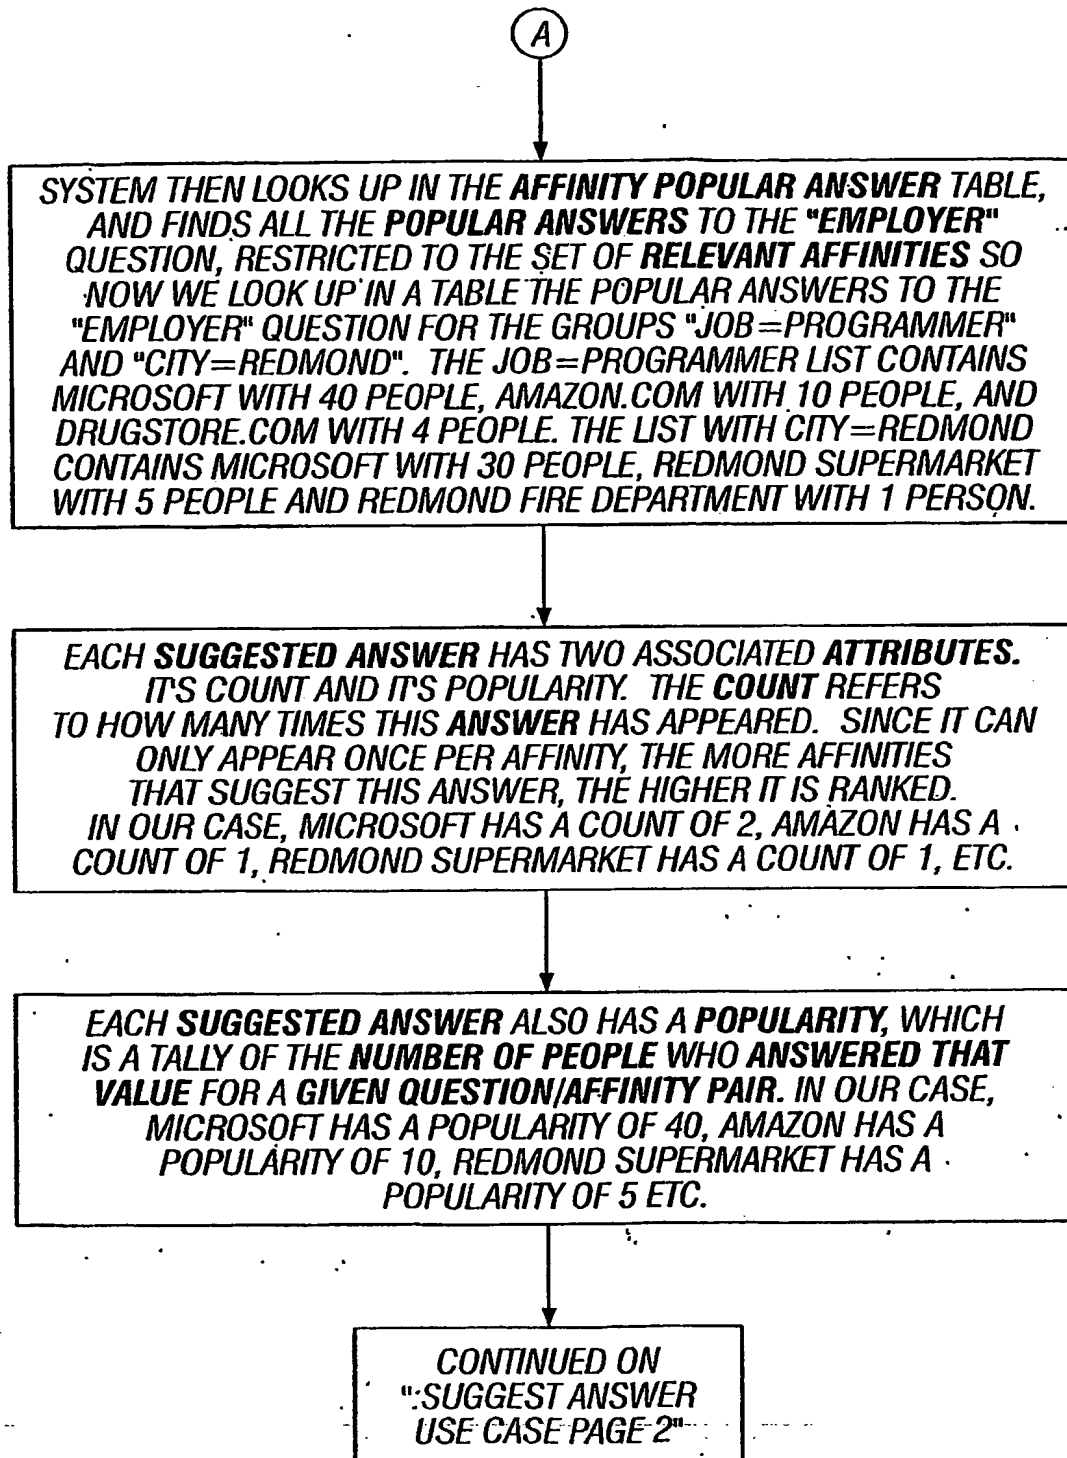 A
SYSTEM THEN LOOKS UP IN THE AFFINITY POPULAR ANSWER TABLE,
AND FINDS ALL THE POPULAR ANSWERS TO THE "EMPLOYER"
QUESTION, RESTRICTED TO THE SET OF RELEVANT AFFINITIES SO
NOW WE LOOK UP IN A TABLE THE POPULAR ANSWERS TO THE
"EMPLOYER" QUESTION FOR THE GROUPS "JOB=PROGRAMMER"
AND "CITY=REDMOND". THE JOB=PROGRAMMER LIST CONTAINS
MICROSOFT WITH 40 PEOPLE, AMAZON.COM WITH 10 PEOPLE, AND
DRUGSTORE.COM WITH 4 PEOPLE. THE LIST WITH CITY=REDMOND
CONTAINS MICROSOFT WITH 30 PEOPLE, REDMOND SUPERMARKET
WITH 5 PEOPLE AND REDMOND FIRE DEPARTMENT WITH 1 PERSON.
EACH SUGGESTED ANSWER HAS TWO ASSOCIATED ATTRIBUTES.
IT'S COUNT AND IT'S POPULARITY. THE COUNT REFERS
TO HOW MANY TIMES THIS ANSWER HAS APPEARED. SINCE IT CAN
ONLY APPEAR ONCE PER AFFINITY, THE MORE AFFINITIES
THAT SUGGEST THIS ANSWER, THE HIGHER IT IS RANKED.
IN OUR CASE, MICROSOFT HAS A COUNT OF 2, AMAZON HAS A
COUNT OF 1, REDMOND SUPERMARKET HAS A COUNT OF 1, ETC.
EACH SUGGESTED ANSWER ALSO HAS A POPULARITY, WHICH
IS A TALLY OF THE NUMBER OF PEOPLE WHO ANSWERED THAT
VALUE FOR A GIVEN QUESTION/AFFINITY PAIR. IN OUR CASE,
MICROSOFT HAS A POPULARITY OF 40, AMAZON HAS A
POPULARITY OF 10, REDMOND SUPERMARKET HAS A
POPULARITY OF 5 ETC.
CONTINUED ON
":SUGGEST ANSWER
USE CASE PAGE 2"